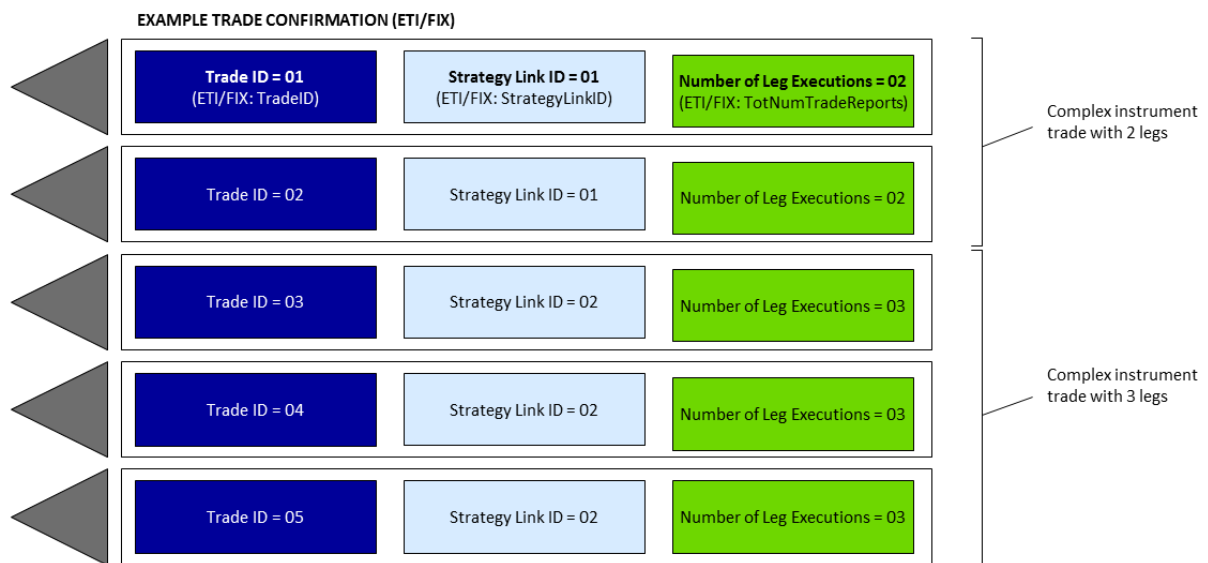 EXAMPLE TRADE CONFIRMATION (ETI/FIX)
Trade ID = 01
(ETI/FIX: TradeID)
Strategy Link ID = 01
(ETI/FIX: StrategyLinkID)
Number of Leg Executions = 02
(ETI/FIX: TotNumTradeReports)
Complex instrument
trade with 2 legs
Trade ID = 02
Strategy Link ID = 01
Number of Leg Executions = 02
Trade ID = 03
Strategy Link ID = 02
Number of Leg Executions = 03
Complex instrument
trade with 3 legs
Trade ID = 04
Strategy Link ID = 02
Number of Leg Executions = 03
Trade ID = 05
Strategy Link ID = 02
Number of Leg Executions = 03